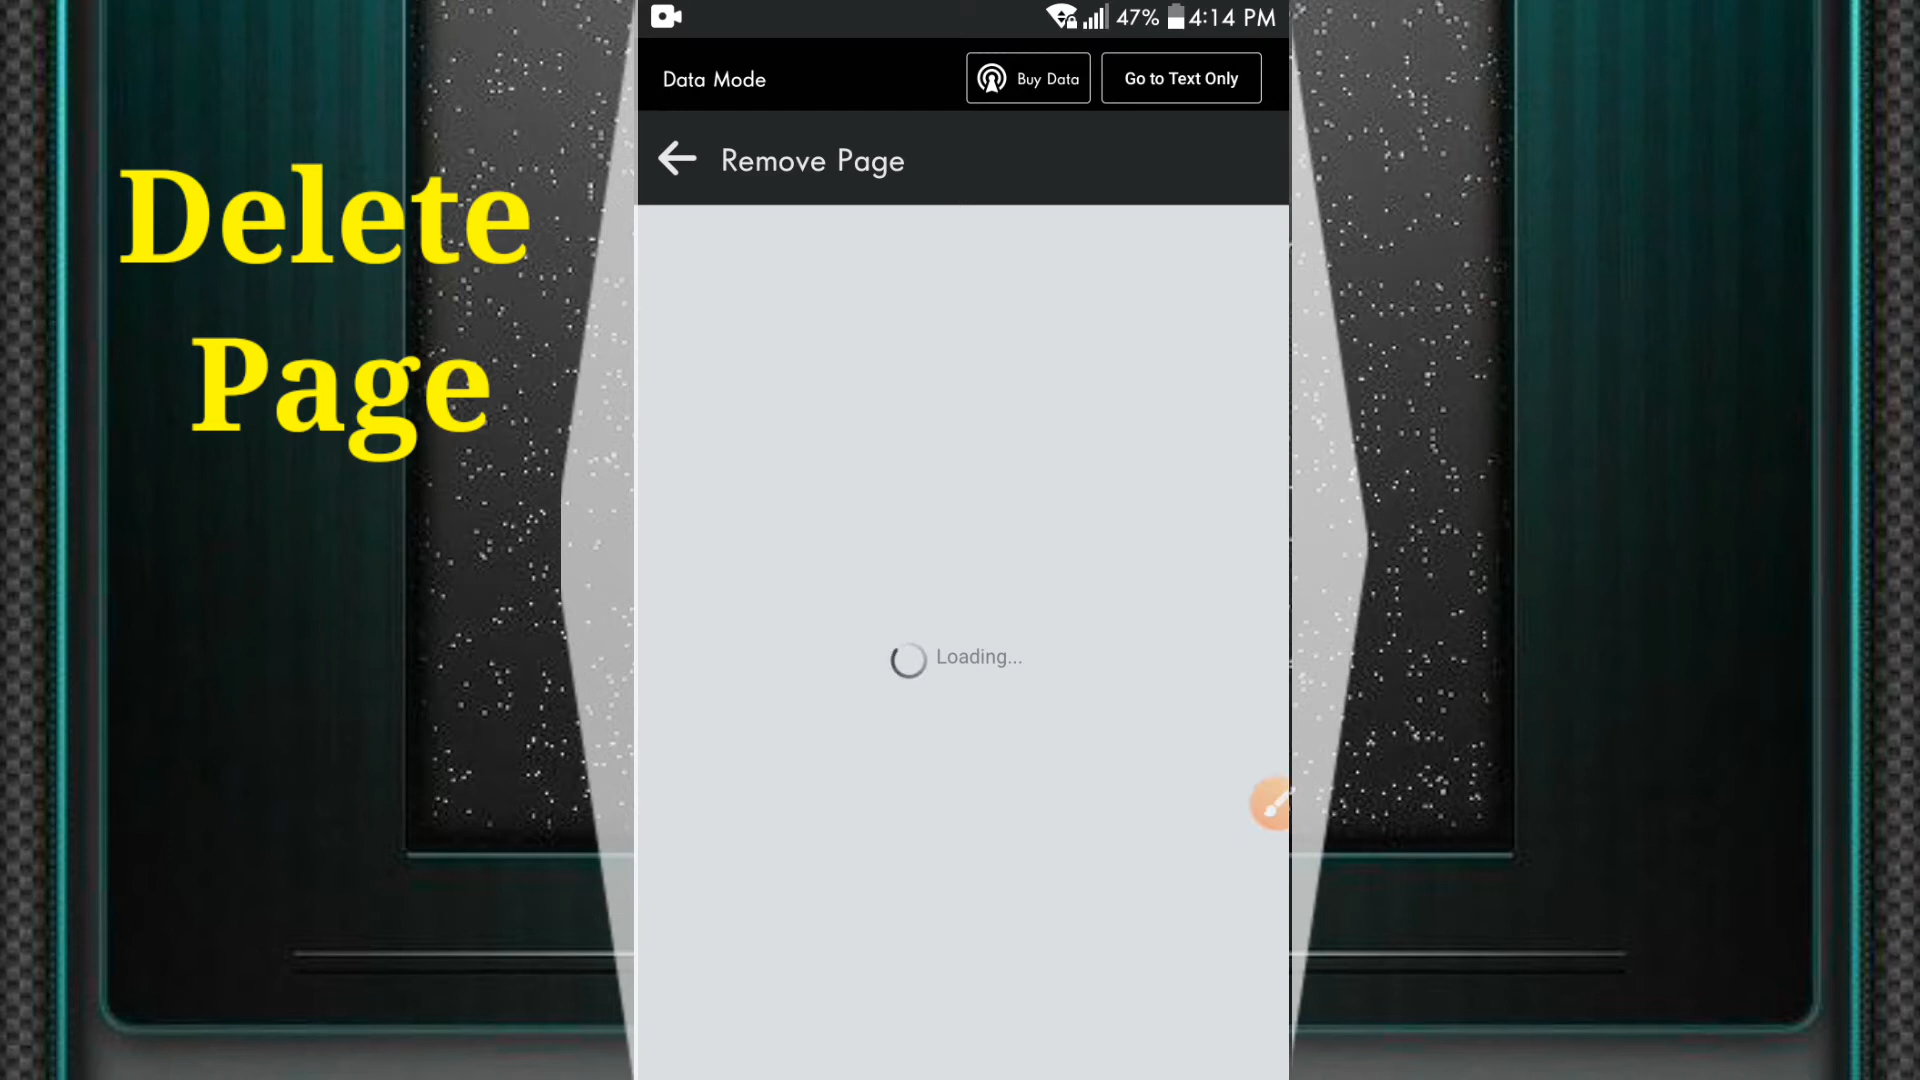 Delete
Page
47% 4:14 PM
Data Mode Buy Data Go to Text Only
Remove Page
Loading...